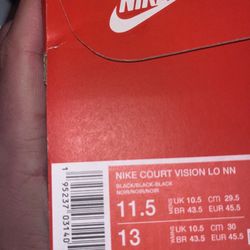 NIKE
NIKE COURT VISION LO NN
BLACK/BLACK-BLACK
NOIR/NOIR/NOIR
11.5 UK 10.5 CM 29.5
BR 43.5 EUR 45.5
13 UK 10.5 CM 30
BR 43.5 EUR 45.5
1 95237 03140